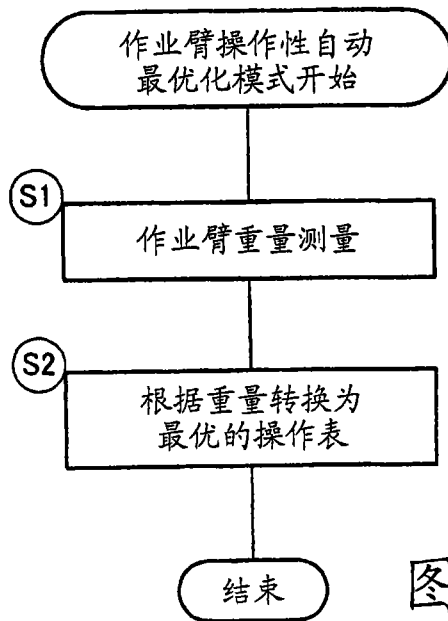 作业臂操作性自动
最优化模式开始
S1
作业臂重量测量
S2
根据重量转换为
最优的操作表
结束
图